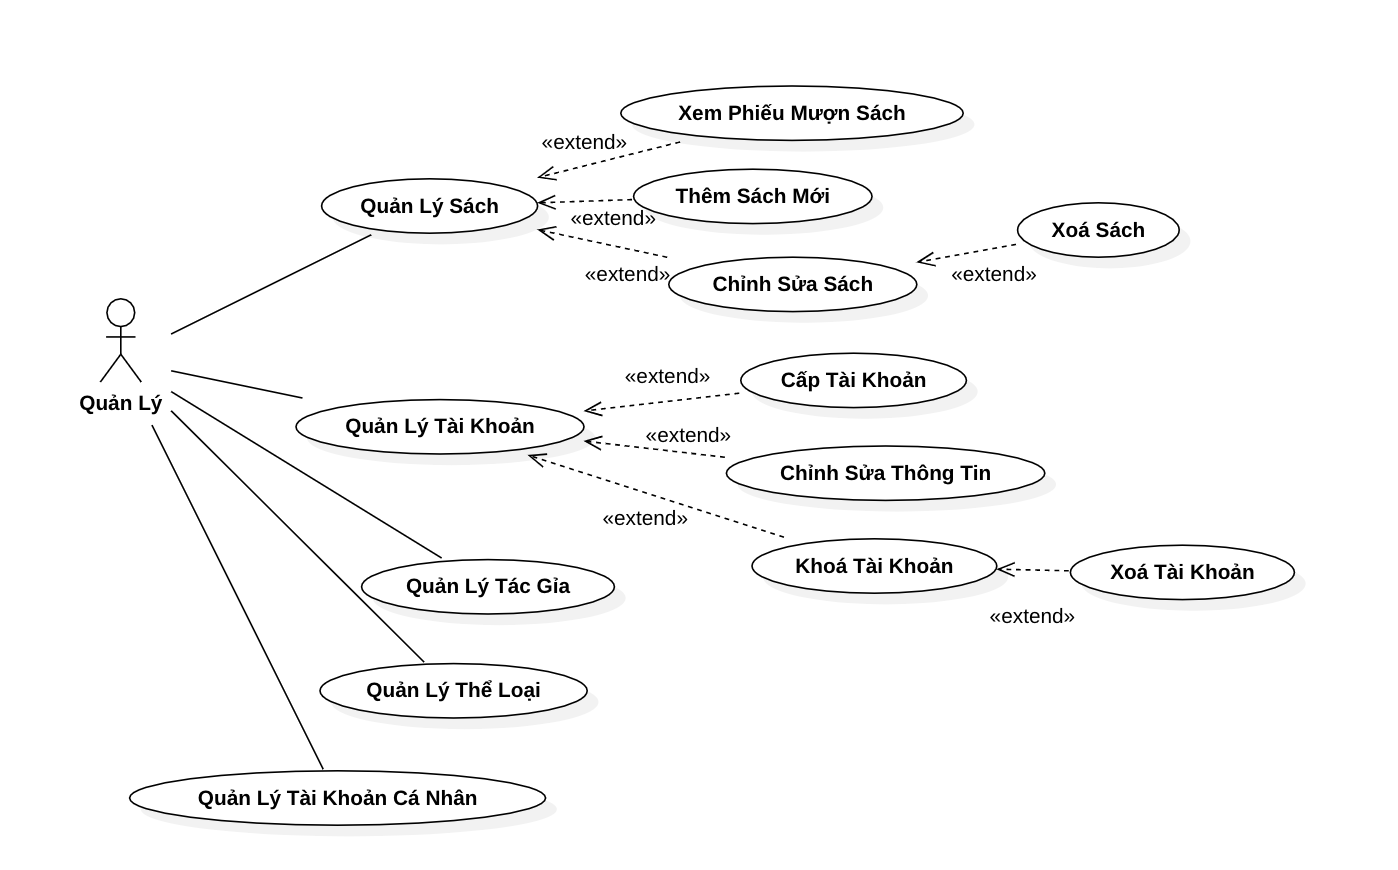 Xem Phiếu Mượn Sách
«extend»
Thêm Sách Mới
Quản Lý Sách
«extend»
Xoá Sách
«extend»
Chỉnh Sửa Sách
«extend»
«extend»
Cấp Tài Khoản
Quản Lý
Quản Lý Tài Khoản
«extend»
Chỉnh Sửa Thông Tin
«extend»
Khoá Tài Khoản
Xoá Tài Khoản
Quản Lý Tác Gỉa
«extend»
Quản Lý Thể Loại
Quản Lý Tài Khoản Cá Nhân